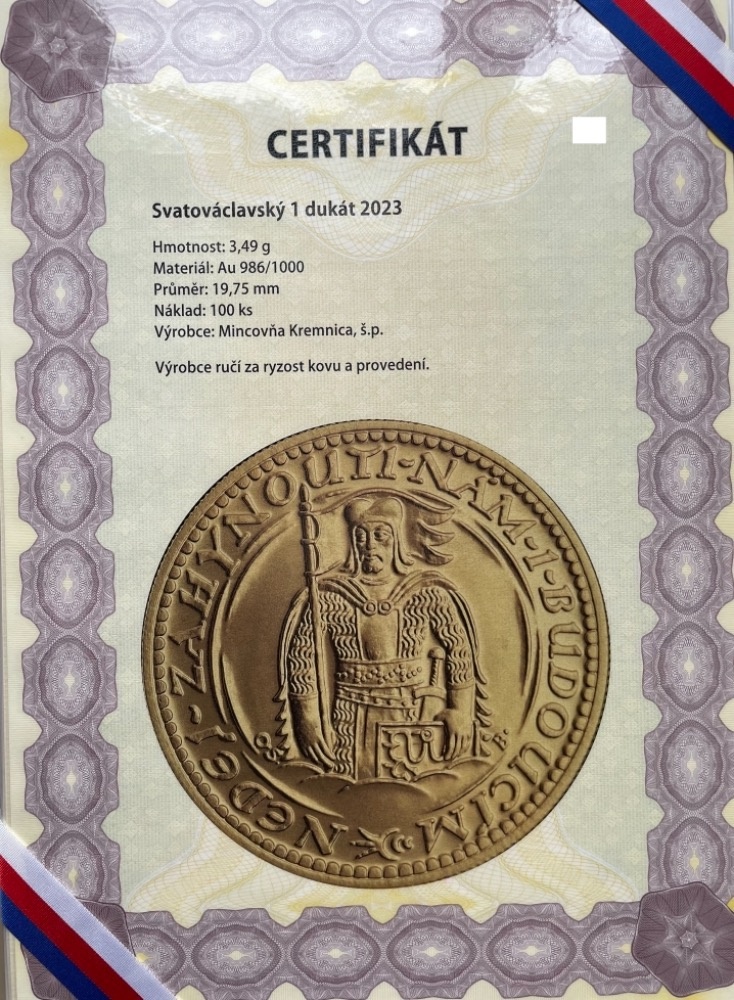 CERTIFIKÁT
Svatováclavský 1 dukát 2023
Hmotnost: 3,49 g
Materiál: Au 986/1000
Průměr: 19,75 mm
Náklad: 100 ks
Výrobce: Mincovňa Kremnica, š.p.
Výrobce ručí za ryzost kovu a provedení.
NEDEJ-ZAHYNOUTI-NÁM-I-BUDOUCÍM